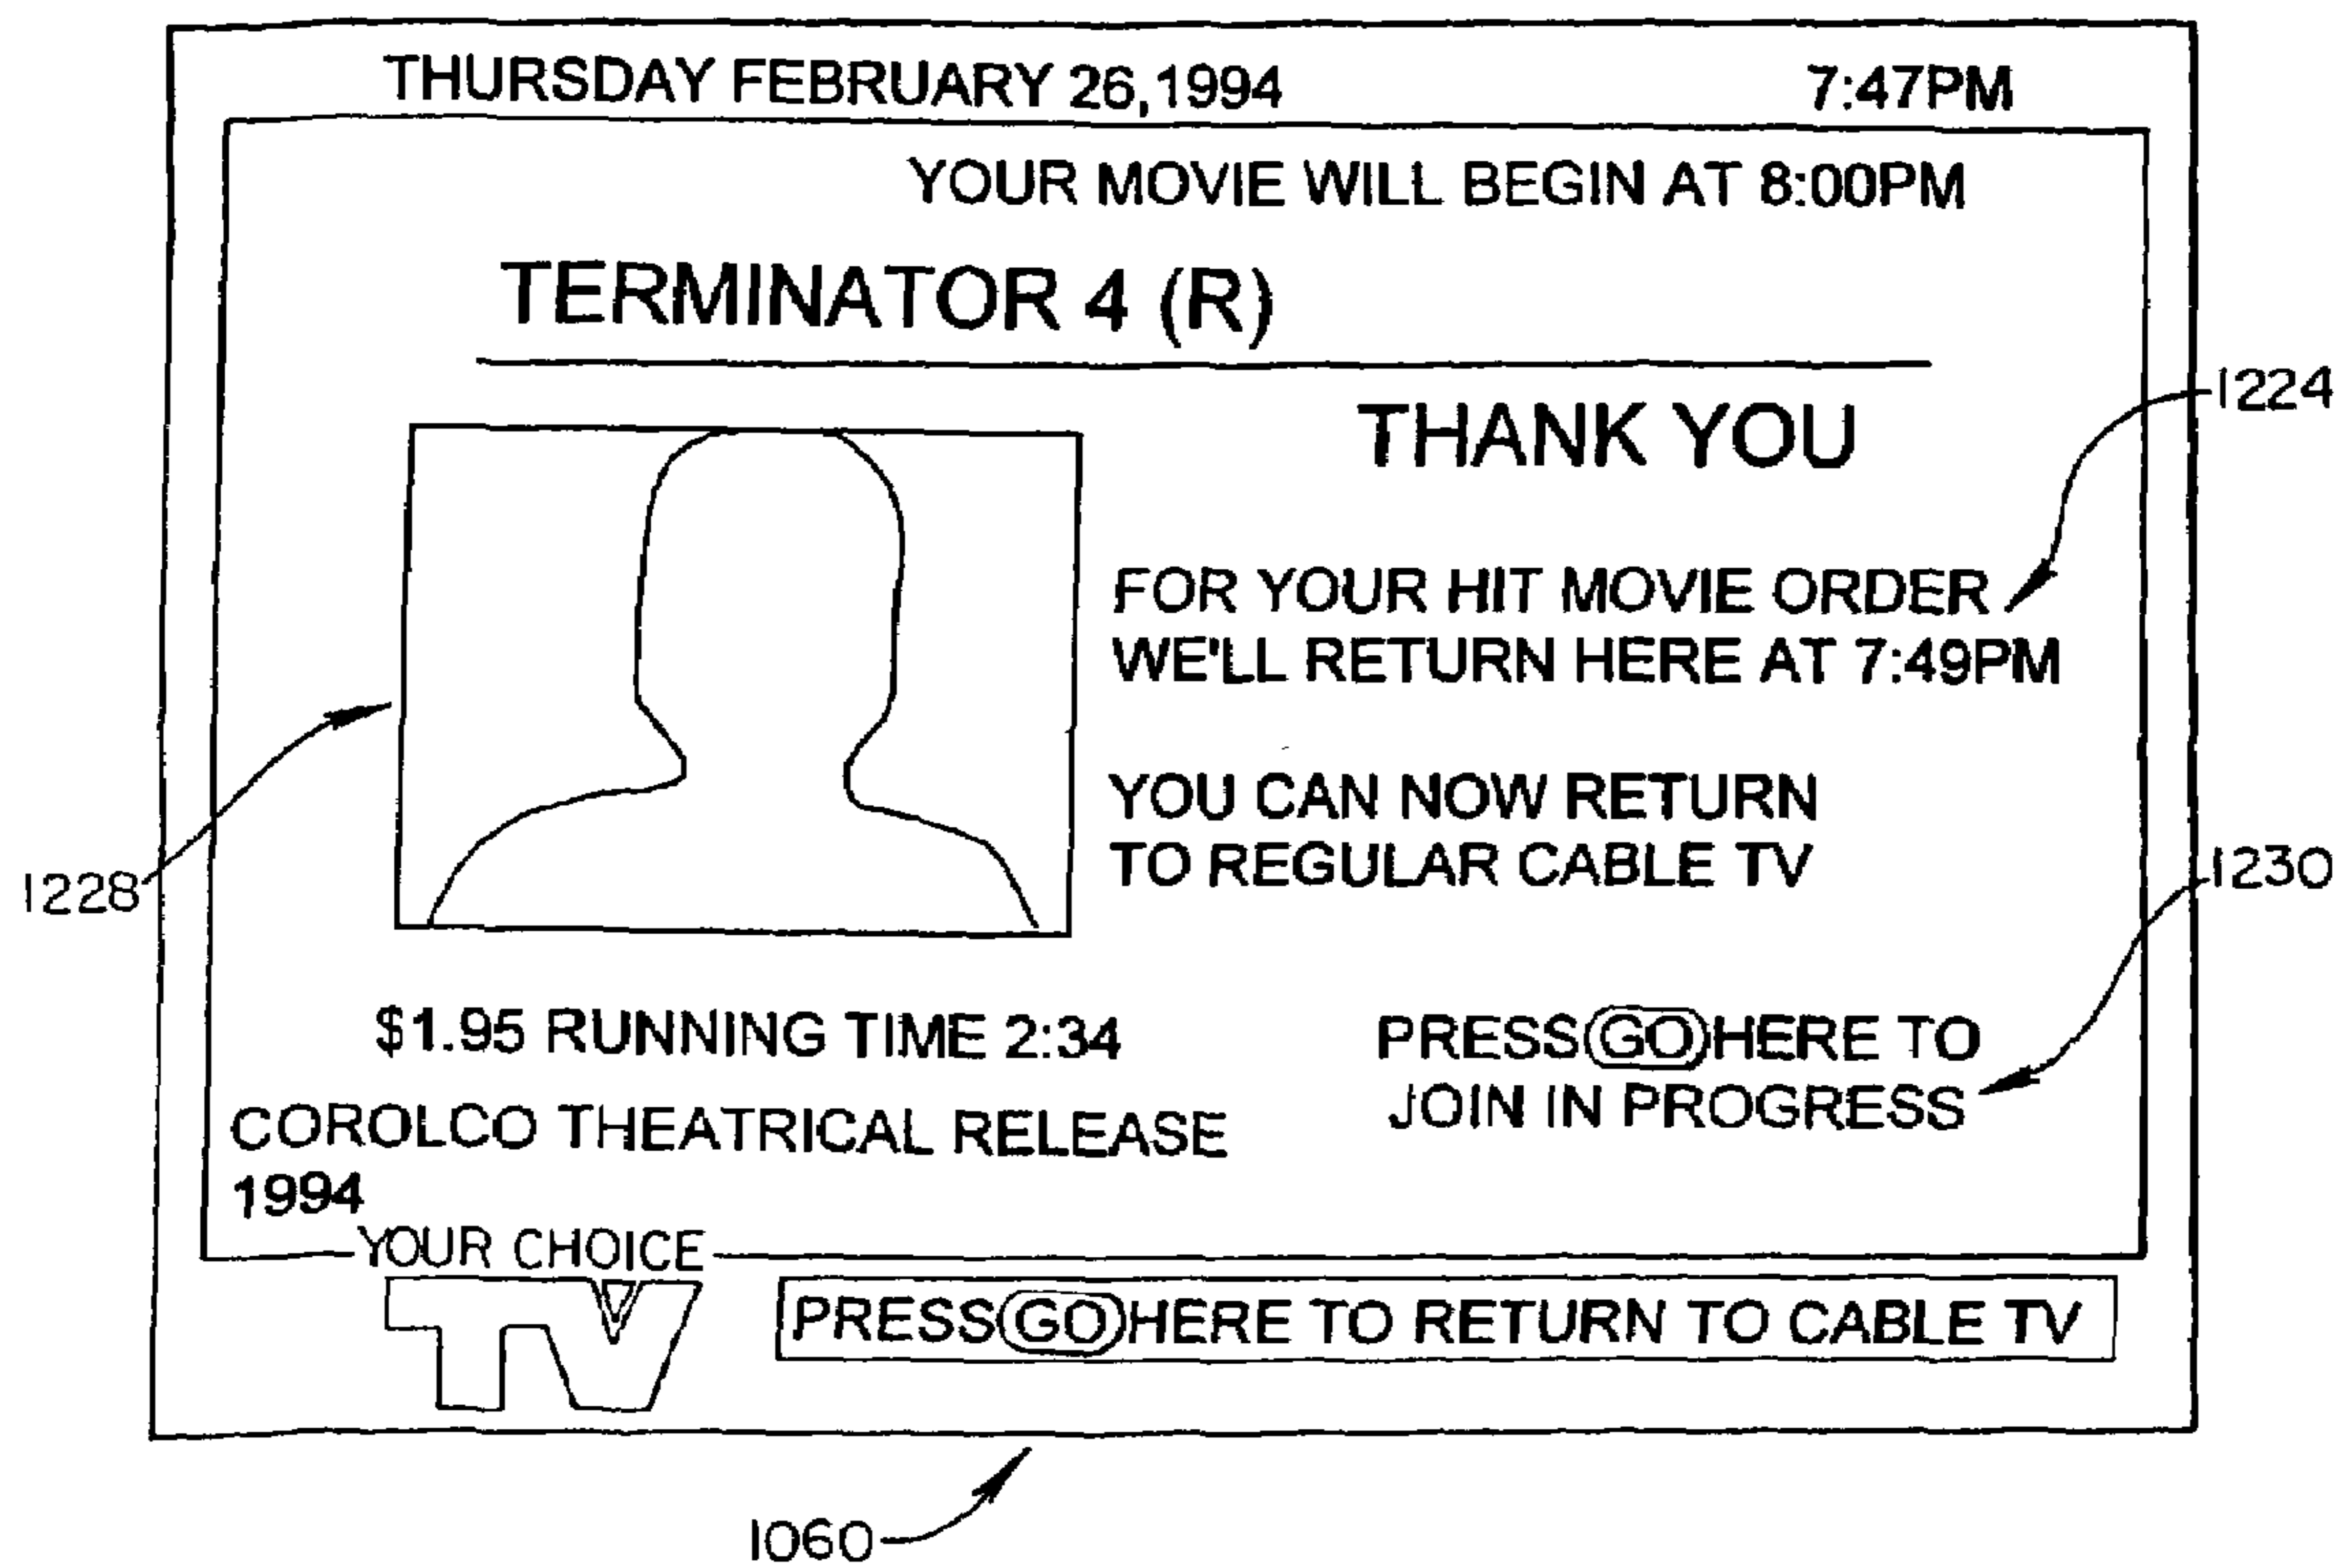 THURSDAY FEBRUARY 26,1994 7:47PM
YOUR MOVIE WILL BEGIN AT 8:00PM
TERMINATOR 4 (R)
THANK YOU
1224
FOR YOUR HIT MOVIE ORDER
WE'LL RETURN HERE AT 7:49PM
YOU CAN NOW RETURN
TO REGULAR CABLE TV
1228
1230
$1.95 RUNNING TIME 2:34
COROLCO THEATRICAL RELEASE
1994
PRESS GO HERE TO
JOIN IN PROGRESS
YOUR CHOICE
TV
PRESS GO HERE TO RETURN TO CABLE TV
1060